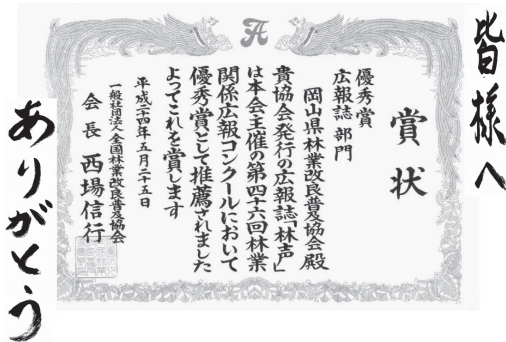 皆様へ
賞状
優秀賞
広報誌部門
岡山県林業改良普及協会殿
貴協会発行の広報誌「林声」
は本会主催の第四十六回林業
関係広報コンクールにおいて
優秀賞として推薦されました
よってこれを賞します
平成二十四年五月二十五日
一般社団法人全国林業改良普及協会
会長 西場信行
ありがとう